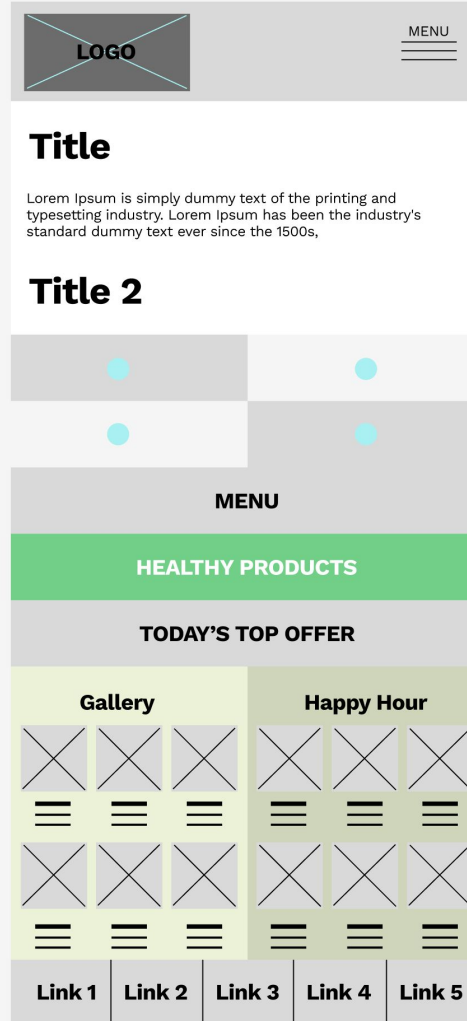 LOGO
MENU
Title
Lorem Ipsum is simply dummy text of the printing and
typesetting industry. Lorem Ipsum has been the industry's
standard dummy text ever since the 1500s,
Title 2
MENU
HEALTHY PRODUCTS
TODAY'S TOP OFFER
Gallery
Happy Hour
Link 1
Link 2
Link 3
Link 4
Link 5